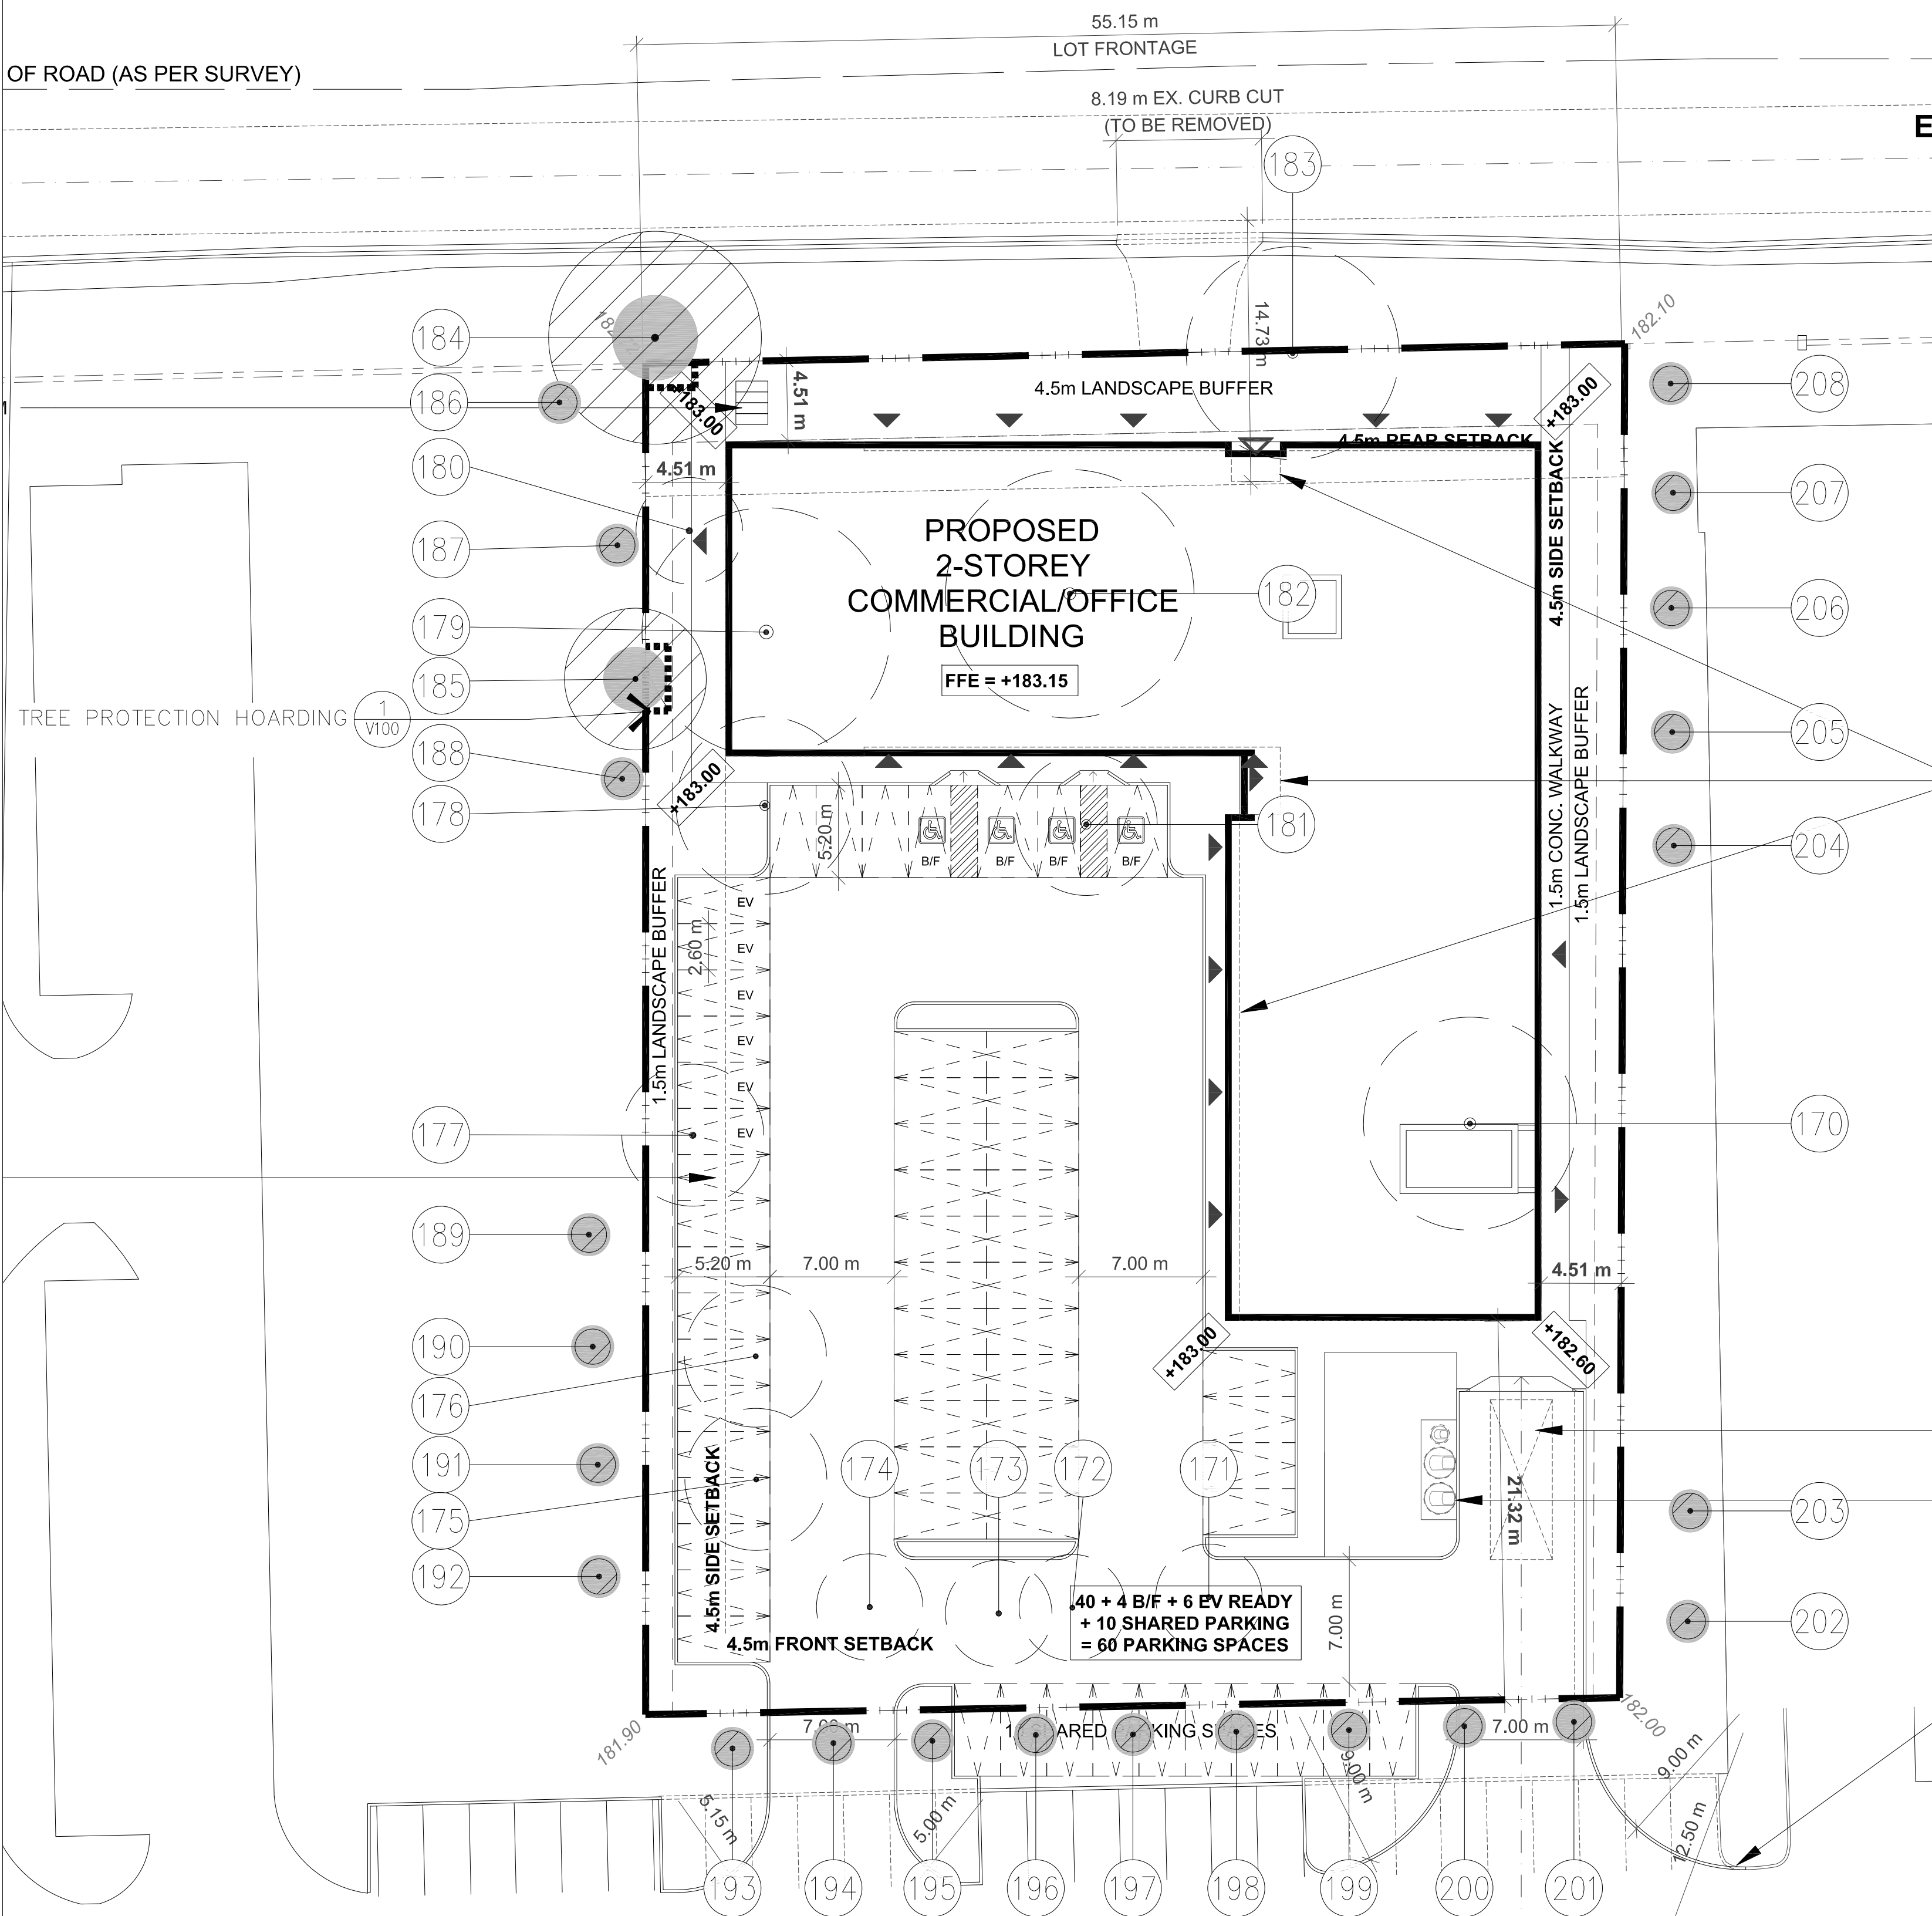 55.15 m
LOT FRONTAGE
OF ROAD (AS PER SURVEY)
8.19 m EX. CURB CUT
(TO BE REMOVED)
E
183
14.73 m
182.10
184
4.51 m
4.5m LANDSCAPE BUFFER
208
186
+183.00
+183.00
4.5m REAR SETBACK
180
4.51 m
207
4.5m SIDE SETBACK
187
PROPOSED
2-STOREY
COMMERCIAL/OFFICE
BUILDING
FFE = +183.15
182
206
179
185
TREE PROTECTION HOARDING
1
V100
205
188
+183.00
178
5.20 m
181
B/F
B/F
B/F
B/F
204
1.5m CONC. WALKWAY
1.5m LANDSCAPE BUFFER
1.5m LANDSCAPE BUFFER
EV
2.60 m
EV
EV
EV
EV
EV
177
170
189
5.20 m
7.00 m
7.00 m
4.51 m
190
+183.00
+182.60
176
191
174
173
172
171
175
21.32 m
203
192
4.5m SIDE SETBACK
40 + 4 B/F + 6 EV READY
+ 10 SHARED PARKING
= 60 PARKING SPACES
7.00 m
202
4.5m FRONT SETBACK
181.90
7.00 m
7.00 m
182.00
9.00 m
9.00 m
5.15 m
5.00 m
12.50 m
193
194
195
196
197
198
199
200
201